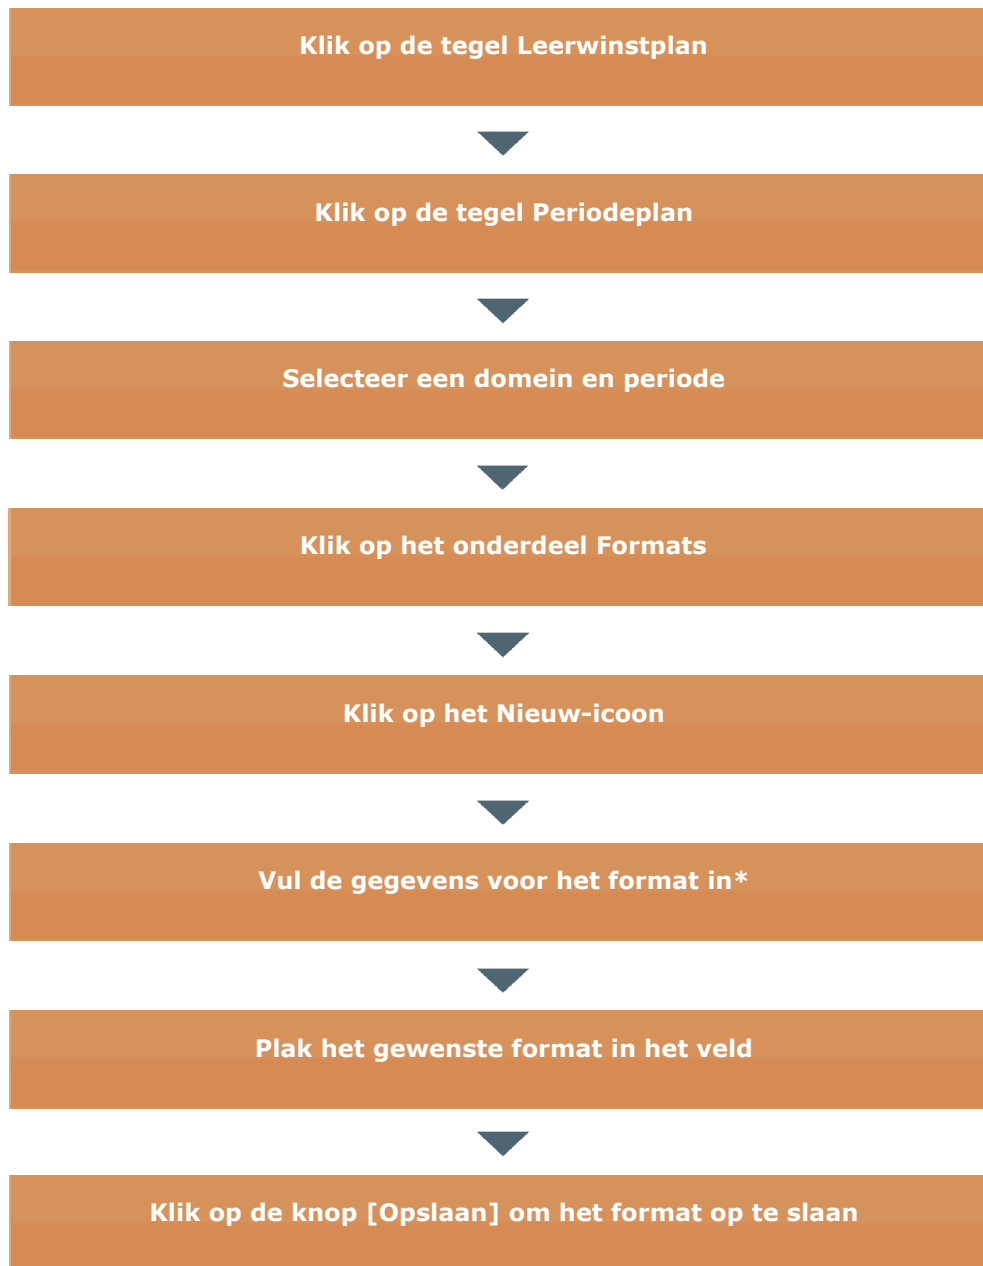 Klik op de tegel Leerwinstplan
Klik op de tegel Periodeplan
Selecteer een domein en periode
Klik op het onderdeel Formats
Klik op het Nieuw-icoon
Vul de gegevens voor het format in*
Plak het gewenste format in het veld
Klik op de knop [Opslaan] om het format op te slaan